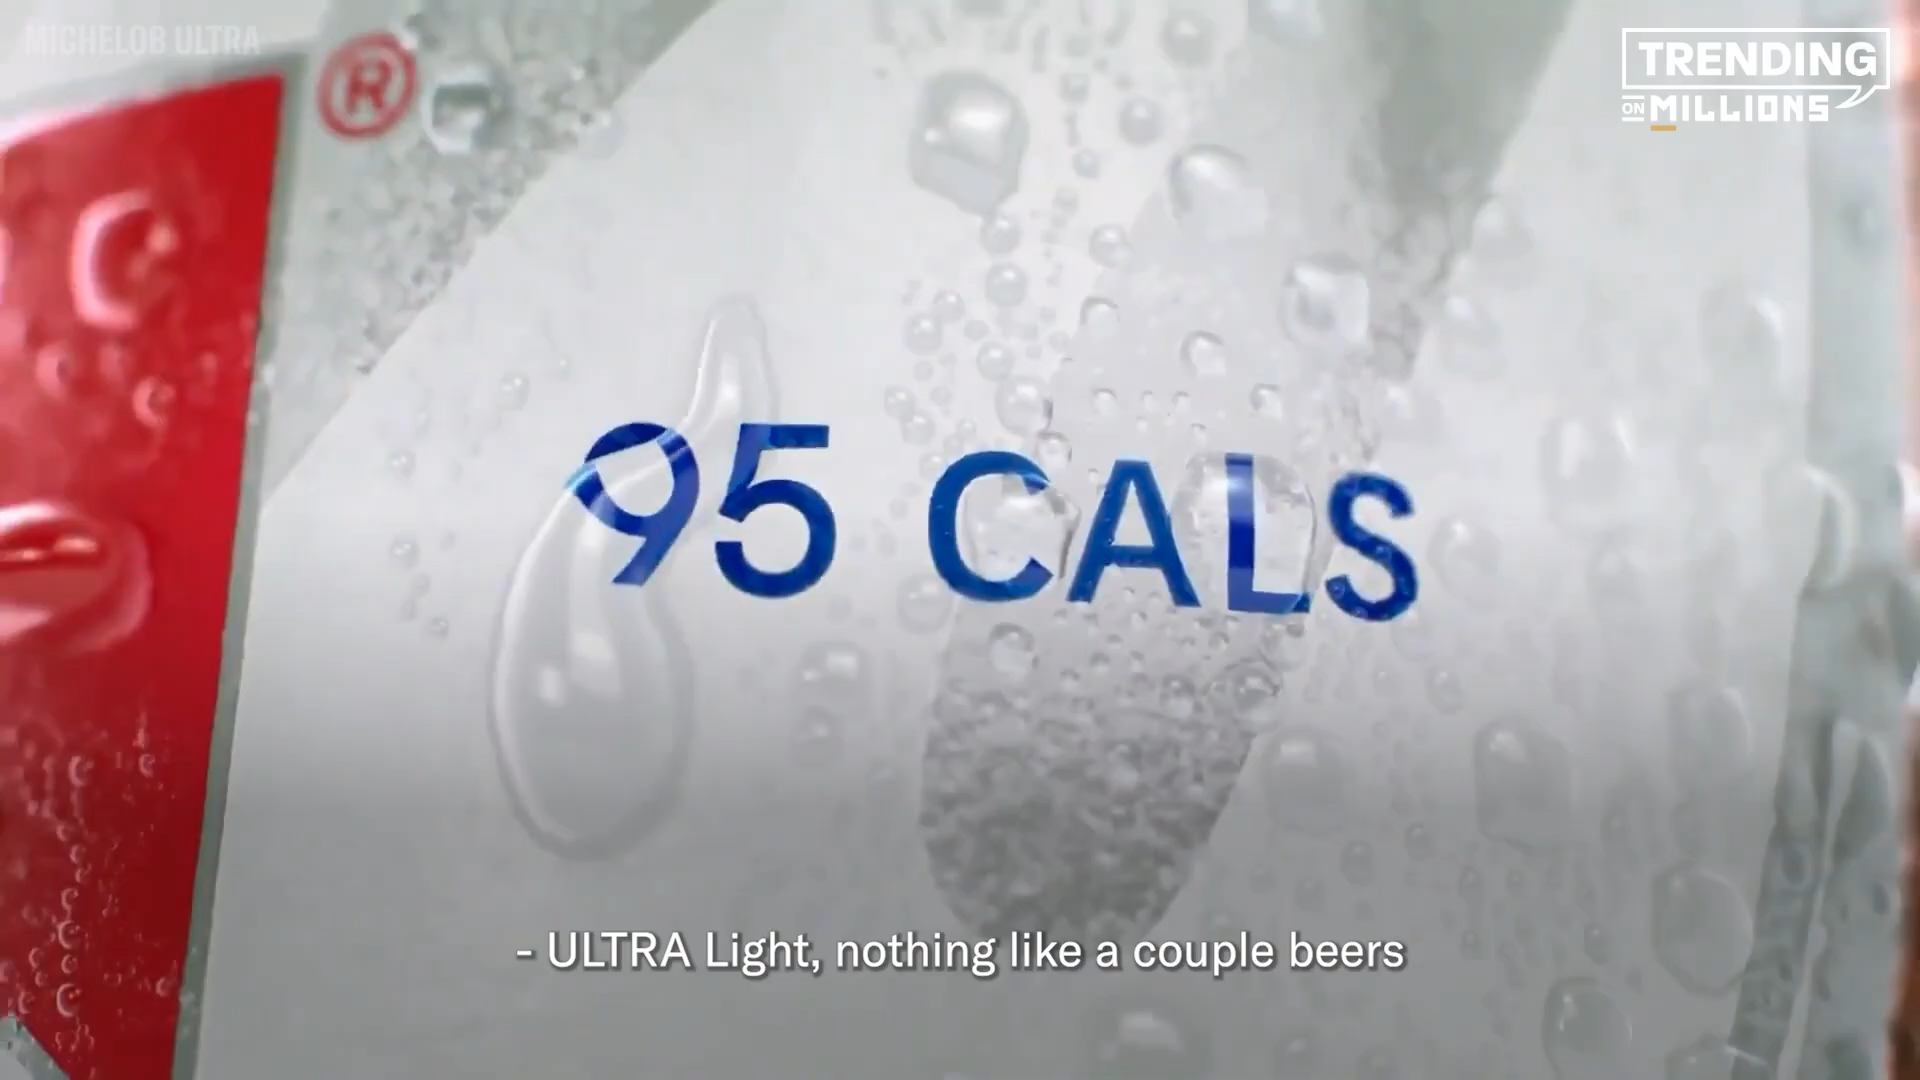 MICHELOB ULTRA
®
TRENDING
ON MILLIONS
95 CALS
- ULTRA Light, nothing like a couple beers